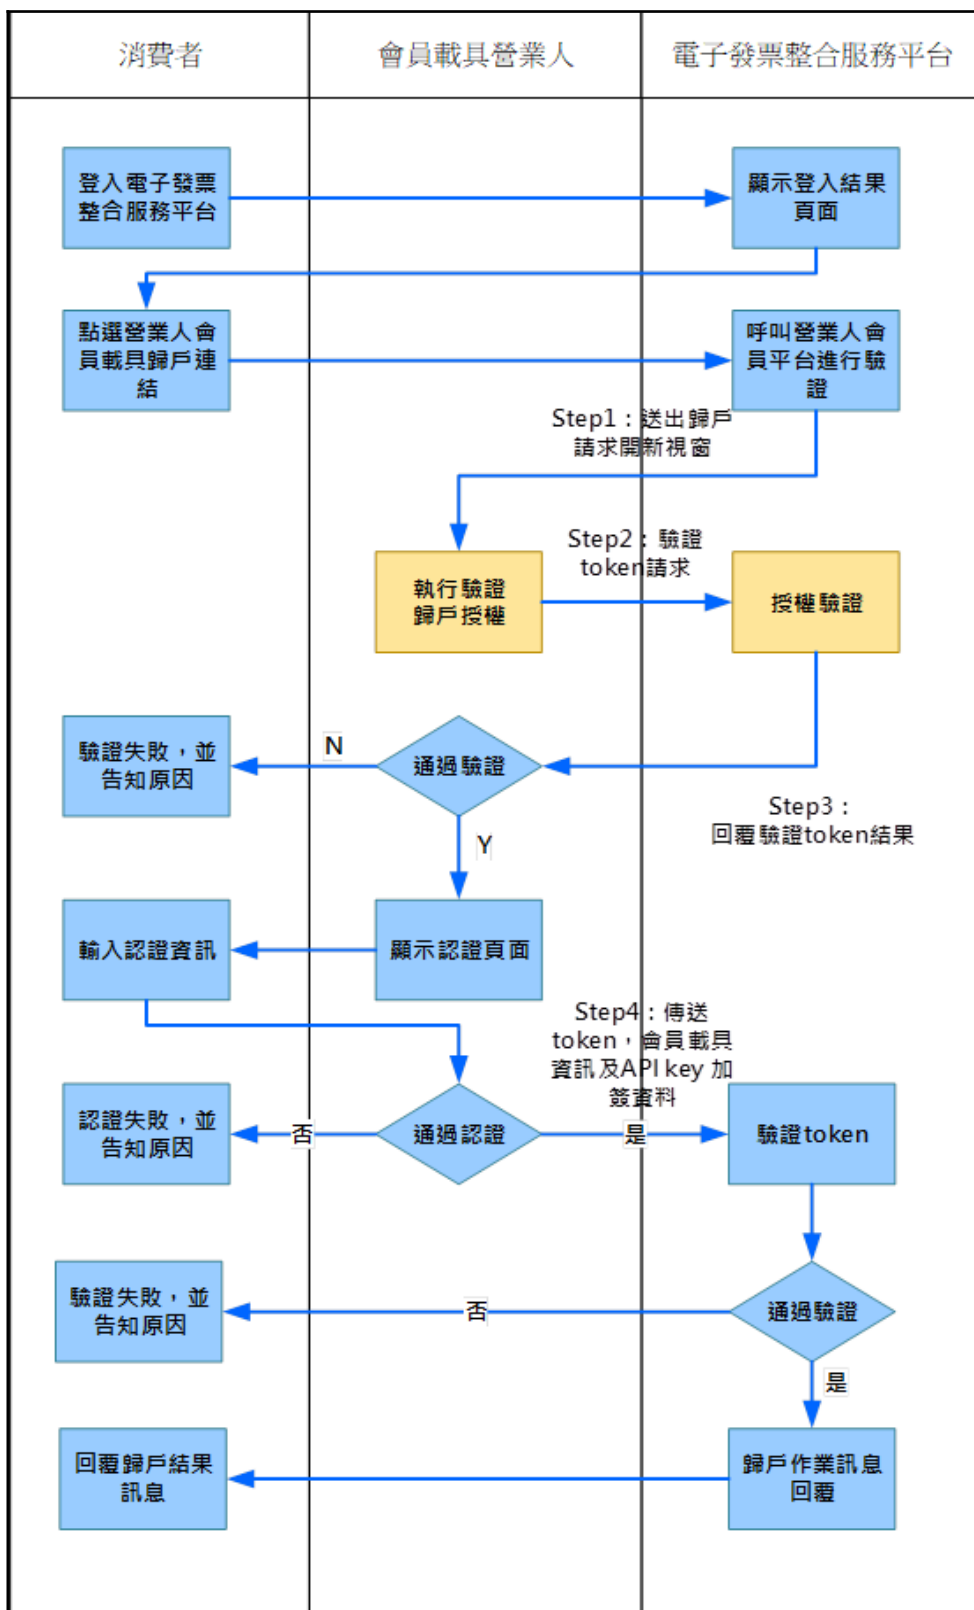 消費者
會員載具營業人
電子發票整合服務平台
登入電子發票
整合服務平台
顯示登入結果
頁面
點選營業人會
員載具歸戶連
結
呼叫營業人會
員平台進行驗
證
Step1：送出歸戶
請求開新視窗
Step2：驗證
token請求
執行驗證
歸戶授權
授權驗證
驗證失敗，並
告知原因
N
通過驗證
Step3：
回覆驗證token結果
Y
輸入認證資訊
顯示認證頁面
Step4：傳送
token，會員載具
資訊及API key 加
簽資料
認證失敗，並
告知原因
否
通過認證
是
驗證token
驗證失敗，並
告知原因
否
通過驗證
是
回覆歸戶結果
訊息
歸戶作業訊息
回覆